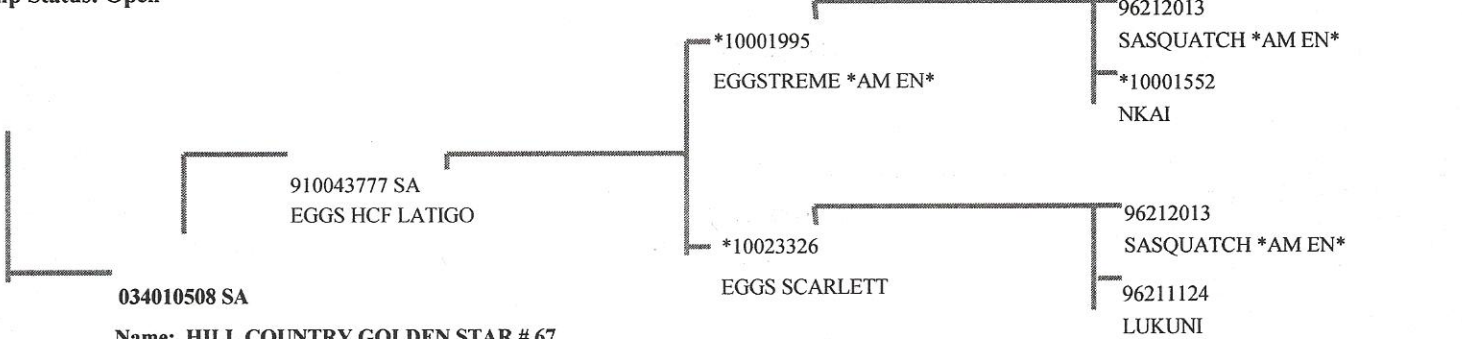 Status: Open
96212013
SASQUATCH *AM EN*
*10001995
EGGSTREME *AM EN*
*10001552
NKAI
910043777 SA
EGGS HCF LATIGO
96212013
SASQUATCH *AM EN*
*10023326
EGGS SCARLETT
96211124
LUKUNI
034010508 SA
Name: HILL COUNTRY GOLDEN STAR # 67